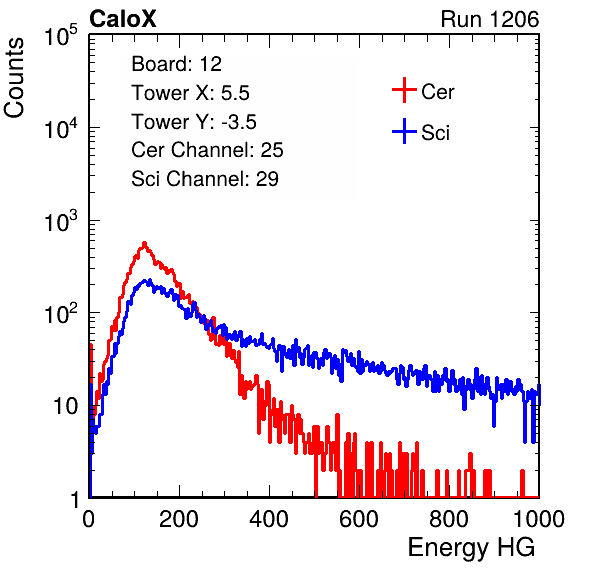 CaloX Run 1206
Counts
10^5
10^4
10^3
10^2
10
1
Board: 12
Tower X: 5.5
Tower Y: -3.5
Cer Channel: 25
Sci Channel: 29
Cer
Sci
0 200 400 600 800 1000
Energy HG